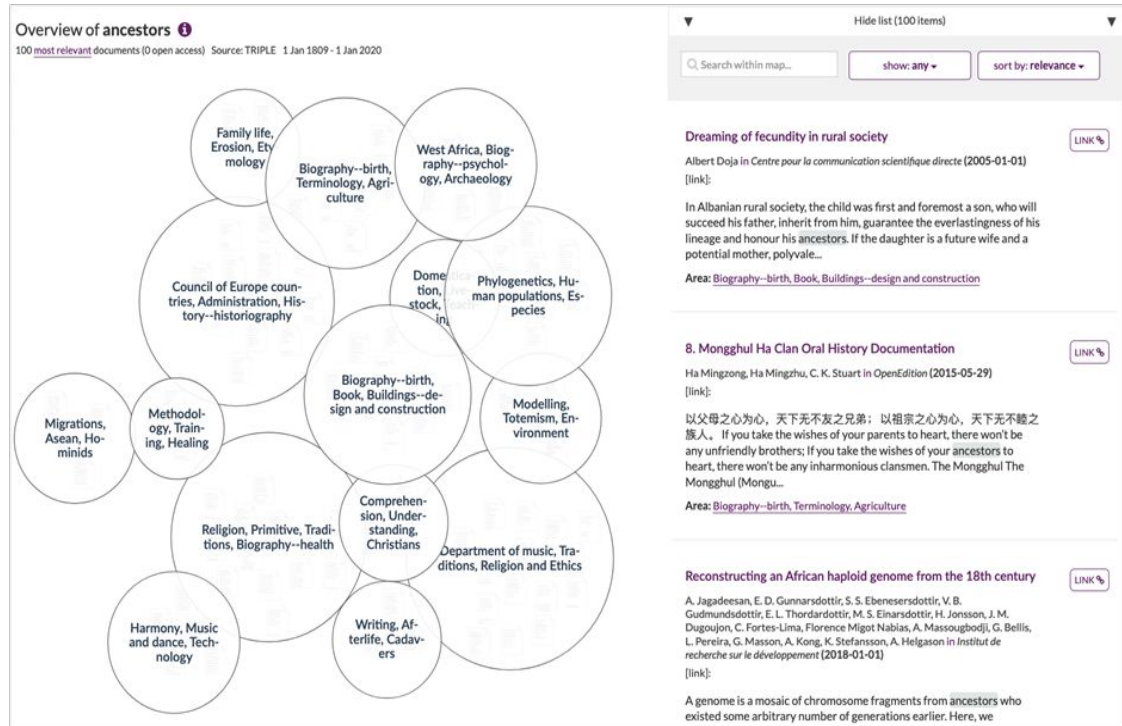 Overview of ancestors
100 most relevant documents (0 open access) Source: TRIPLE 1 Jan 1809 - 1 Jan 2020
Family life,
Erosion, Ety-
mology
Biography--birth,
Terminology, Agri-
culture
West Africa, Biog-
raphy--psychol-
ogy, Archaeology
Council of Europe coun-
tries, Administration, His-
tory--historiography
Domestica-
tion, Live-
stock, Teach-
ing
Phylogenetics, Hu-
man populations, Es-
pecies
Biography--birth,
Book, Buildings--de-
sign and construction
Modelling,
Totemism, En-
vironment
Migrations,
Asean, Ho-
minids
Methodol-
ogy, Train-
ing, Healing
Religion, Primitive, Tradi-
tions, Biography--health
Comprehen-
sion, Under-
standing,
Christians
Department of music, Tra-
ditions, Religion and Ethics
Harmony, Music
and dance, Tech-
nology
Writing, Af-
terlife, Cadav-
ers
Hide list (100 items)
Search within map...
show: any
sort by: relevance
Dreaming of fecundity in rural society
LINK
Albert Doja in Centre pour la communication scientifique directe (2005-01-01)
[link]:
In Albanian rural society, the child was first and foremost a son, who will
succeed his father, inherit from him, guarantee the everlastingness of his
lineage and honour his ancestors. If the daughter is a future wife and a
potential mother, polyvale...
Area: Biography--birth, Book, Buildings--design and construction
8. Mongghul Ha Clan Oral History Documentation
LINK
Ha Mingzong, Ha Mingzhu, C. K. Stuart in OpenEdition (2015-05-29)
[link]:
以父母之心为心，天下无不友之兄弟； 以祖宗之心为心，天下无不睦之
族人。 If you take the wishes of your parents to heart, there won't be
any unfriendly brothers; If you take the wishes of your ancestors to
heart, there won't be any inharmonious clansmen. The Mongghul The
Mongghul (Mongu...
Area: Biography--birth, Terminology, Agriculture
Reconstructing an African haploid genome from the 18th century
LINK
A. Jagadeesan, E. D. Gunnarsdottir, S. S. Ebenesersdottir, V. B.
Gudmundsdottir, E. L. Thordardottir, M. S. Einarsdottir, H. Jonsson, J. M.
Dugoujon, C. Fortes-Lima, Florence Migot Nabias, A. Massougbodji, G. Bellis,
L. Pereira, G. Masson, A. Kong, K. Stefansson, A. Helgason in Institut de
recherche sur le développement (2018-01-01)
[link]:
A genome is a mosaic of chromosome fragments from ancestors who
existed some arbitrary number of generations earlier. Here, we